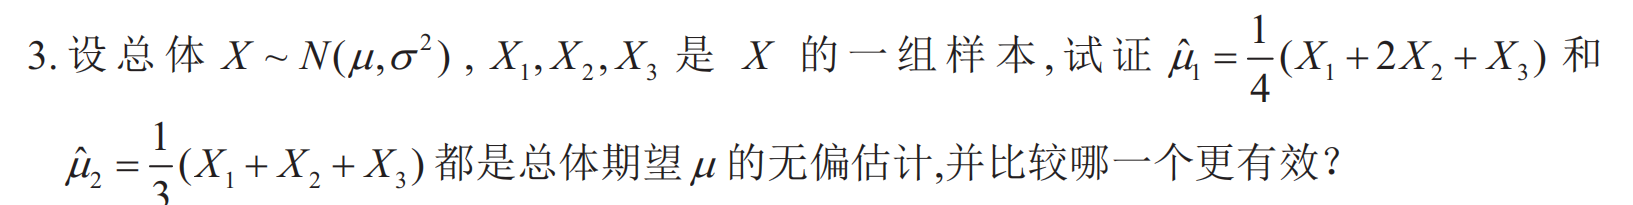 3. 设总体 X ~ N(μ,σ²) , X₁,X₂,X₃ 是 X 的一组样本,试证 μ̂₁ = 1/4(X₁+2X₂+X₃) 和
μ̂₂ = 1/3(X₁+X₂+X₃) 都是总体期望 μ 的无偏估计,并比较哪一个更有效?